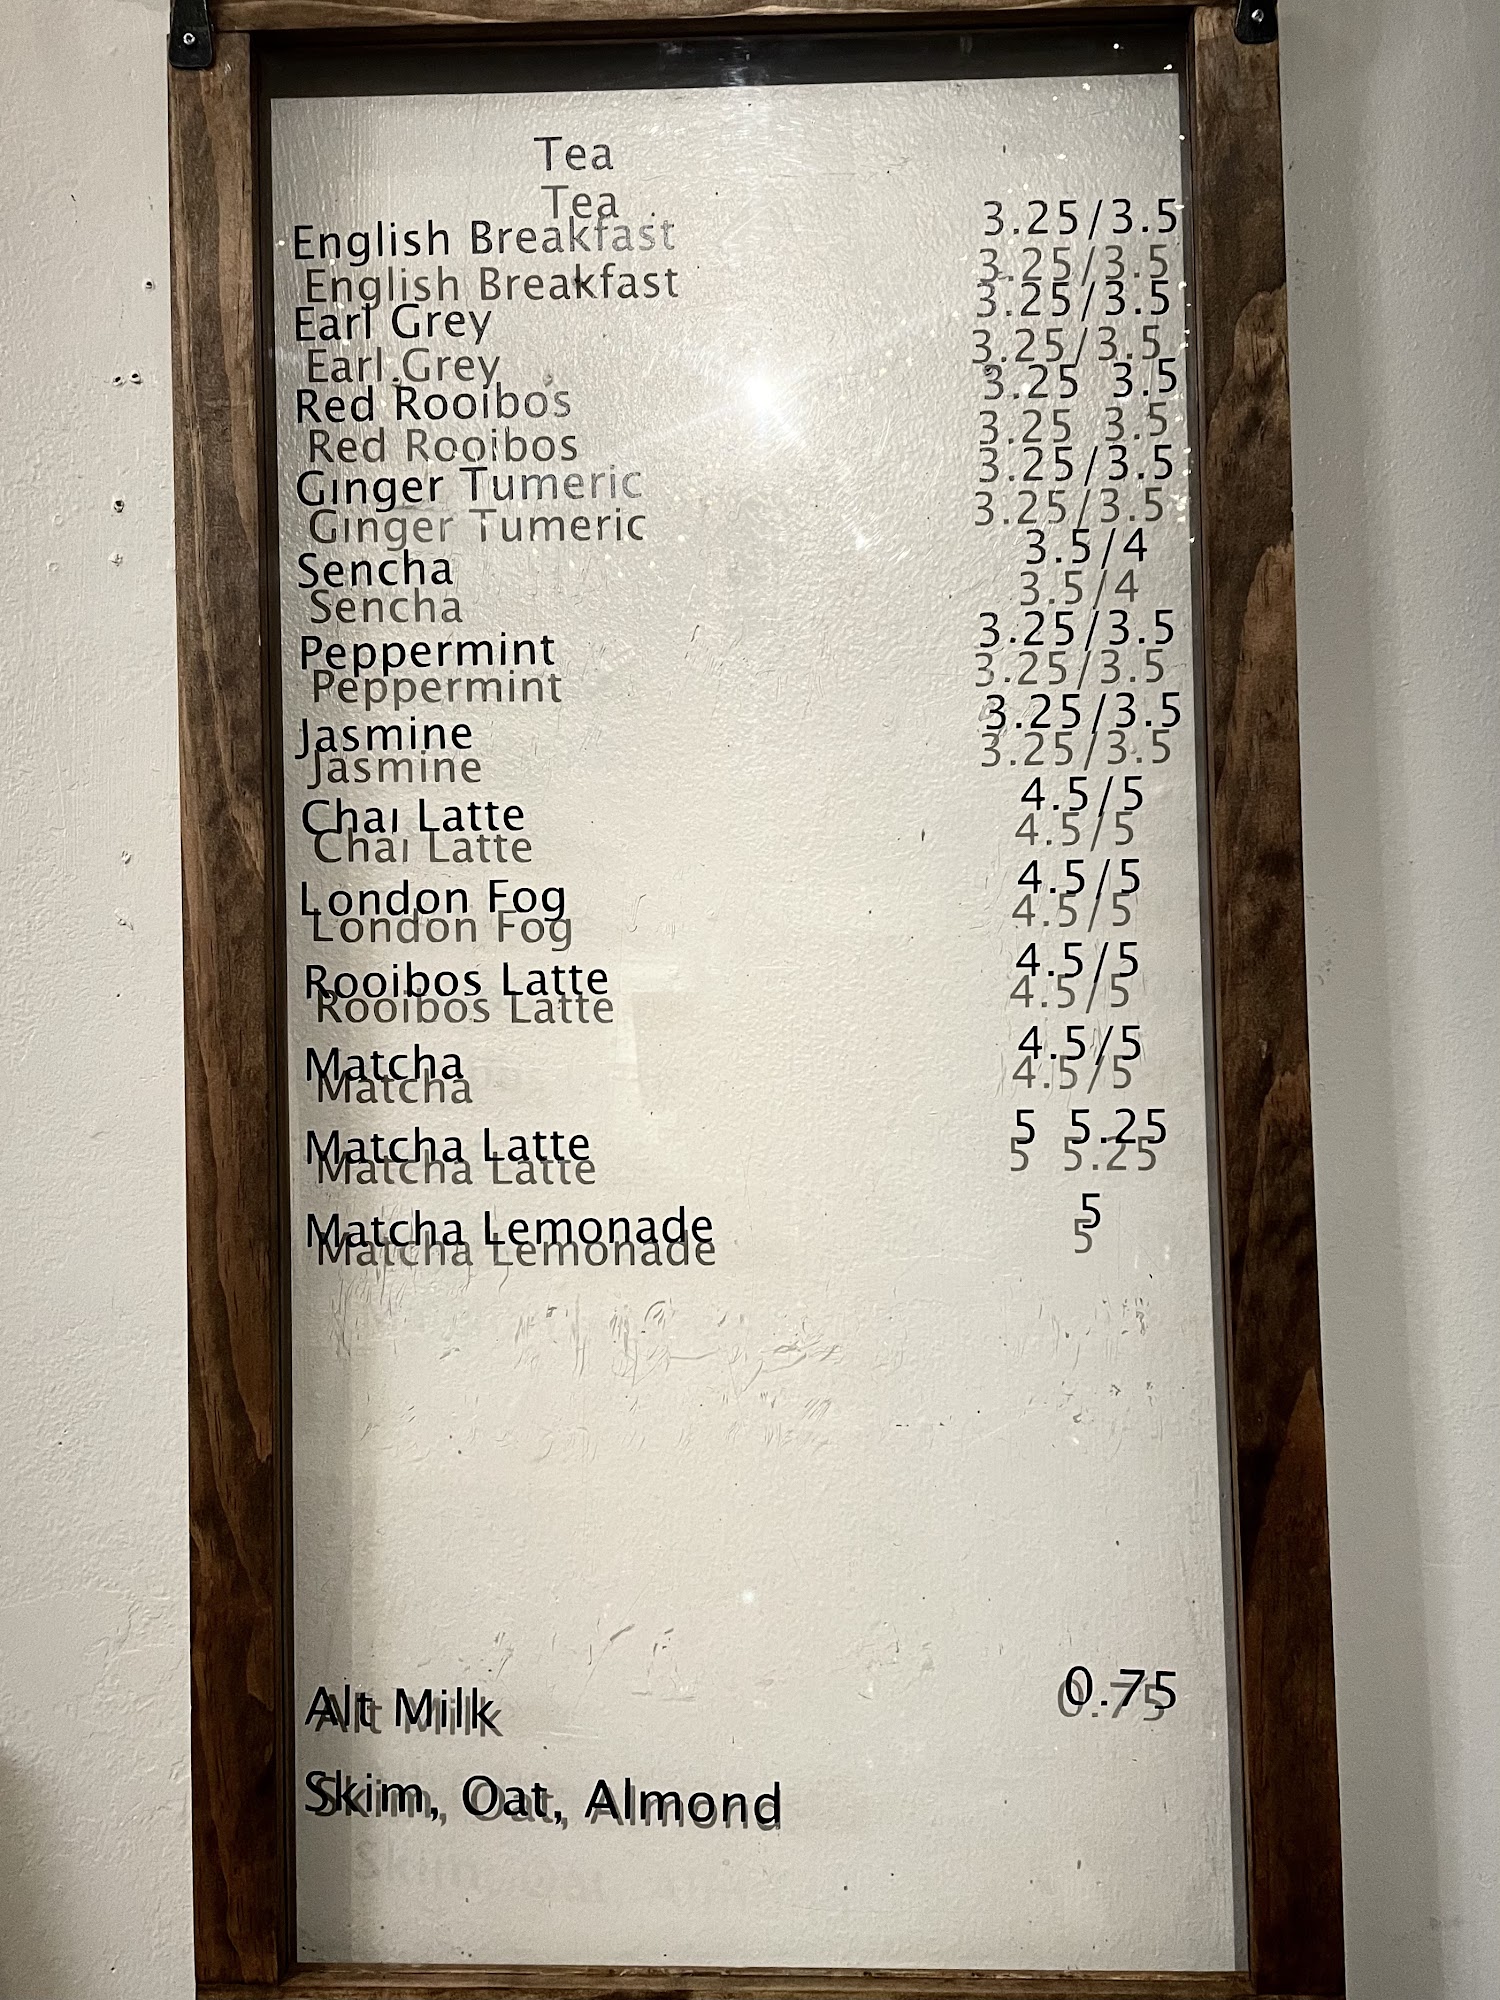 Tea
English Breakfast 3.25/3.5
Earl Grey 3.25/3.5
Red Rooibos 3.25 3.5
Ginger Tumeric 3.25/3.5
Sencha 3.5/4
Peppermint 3.25/3.5
Jasmine 3.25/3.5
Chai Latte 4.5/5
London Fog 4.5/5
Rooibos Latte 4.5/5
Matcha 4.5/5
Matcha Latte 5 5.25
Matcha Lemonade 5
Alt Milk 0.75
Skim, Oat, Almond